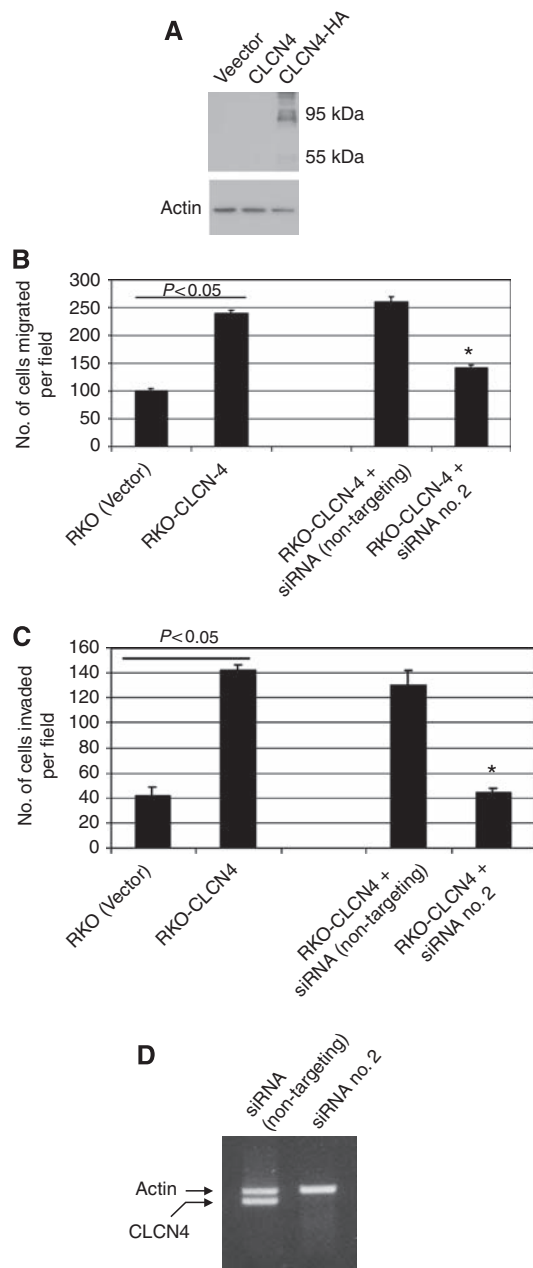 A
Veector
CLCN4
CLCN4-HA
95 kDa
55 kDa
Actin
B
No. of cells migrated
per field
300
250
200
150
100
50
0
P<0.05
*
RKO (Vector)
RKO-CLCN-4
RKO-CLCN-4 +
siRNA (non-targeting)
RKO-CLCN-4 +
siRNA no. 2
C
No. of cells invaded
per field
160
140
120
100
80
60
40
20
0
P<0.05
*
RKO (Vector)
RKO-CLCN4
RKO-CLCN4 +
siRNA (non-targeting)
RKO-CLCN4 +
siRNA no. 2
D
siRNA
(non-targeting)
siRNA no. 2
Actin
CLCN4